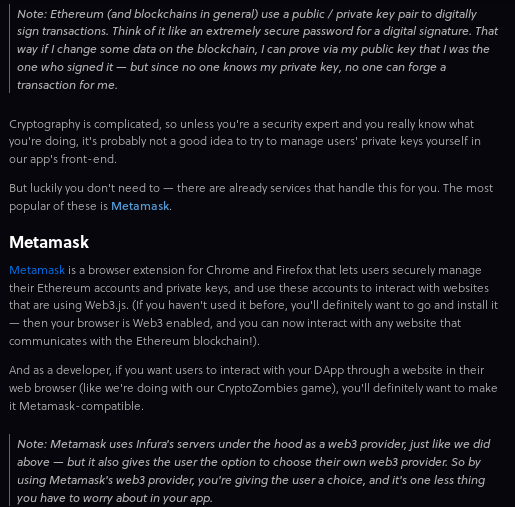 Note: Ethereum (and blockchains in general) use a public / private key pair to digitally
sign transactions. Think of it like an extremely secure password for a digital signature. That
way if I change some data on the blockchain, I can prove via my public key that I was the
one who signed it — but since no one knows my private key, no one can forge a
transaction for me.
Cryptography is complicated, so unless you're a security expert and you really know what
you're doing, it's probably not a good idea to try to manage users' private keys yourself in
our app's front-end.
But luckily you don't need to — there are already services that handle this for you. The most
popular of these is Metamask.
Metamask
Metamask is a browser extension for Chrome and Firefox that lets users securely manage
their Ethereum accounts and private keys, and use these accounts to interact with websites
that are using Web3.js. (If you haven't used it before, you'll definitely want to go and install it
— then your browser is Web3 enabled, and you can now interact with any website that
communicates with the Ethereum blockchain!).
And as a developer, if you want users to interact with your DApp through a website in their
web browser (like we're doing with our CryptoZombies game), you'll definitely want to make
it Metamask-compatible.
Note: Metamask uses Infura's servers under the hood as a web3 provider, just like we did
above — but it also gives the user the option to choose their own web3 provider. So by
using Metamask's web3 provider, you're giving the user a choice, and it's one less thing
you have to worry about in your app.